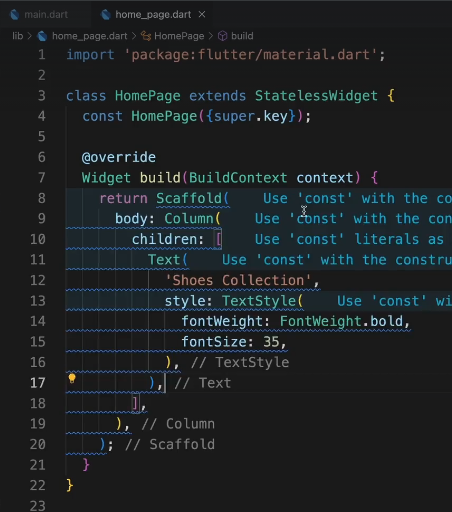 main.dart home_page.dart
lib > home_page.dart > HomePage > build
1 import 'package:flutter/material.dart';
2
3 class HomePage extends StatelessWidget {
4 const HomePage({super.key});
5
6 @override
7 Widget build(BuildContext context) {
8 return Scaffold( Use 'const' with the co
9 body: Column( Use 'const' with the con
10 children: [ Use 'const' literals as
11 Text( Use 'const' with the constru
12 'Shoes Collection',
13 style: TextStyle( Use 'const' wi
14 fontWeight: FontWeight.bold,
15 fontSize: 35,
16 ), // TextStyle
17 ), // Text
18 ],
19 ), // Column
20 ); // Scaffold
21 }
22 }
23